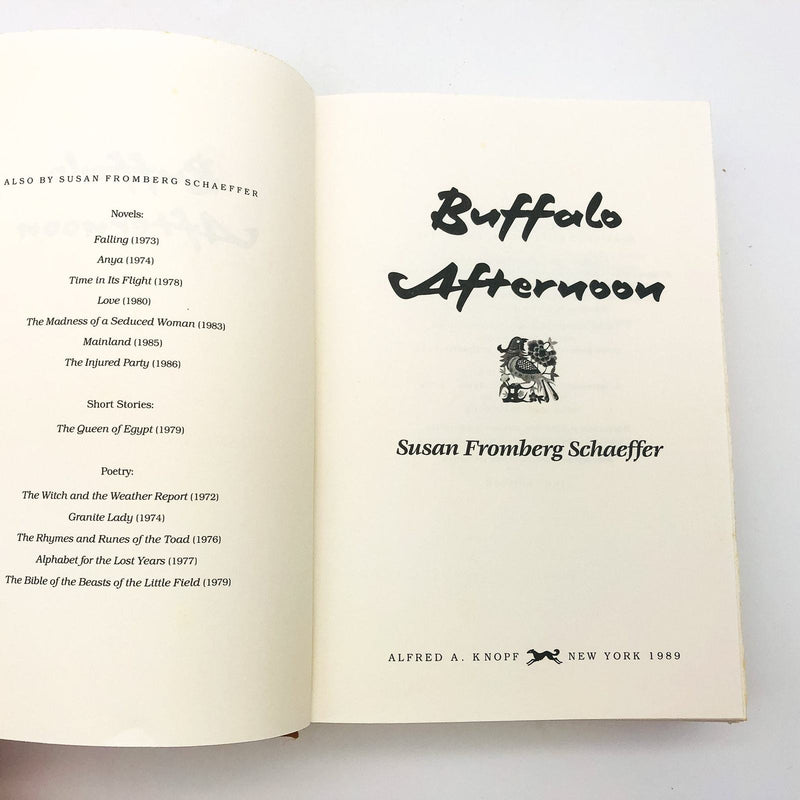 ALSO BY SUSAN FROMBERG SCHAEFFER
Novels:
Falling (1973)
Anya (1974)
Time in Its Flight (1978)
Love (1980)
The Madness of a Seduced Woman (1983)
Mainland (1985)
The Injured Party (1986)
Short Stories:
The Queen of Egypt (1979)
Poetry:
The Witch and the Weather Report (1972)
Granite Lady (1974)
The Rhymes and Runes of the Toad (1976)
Alphabet for the Lost Years (1977)
The Bible of the Beasts of the Little Field (1979)
Buffalo
Afternoon
Susan Fromberg Schaeffer
ALFRED A. KNOPF NEW YORK 1989